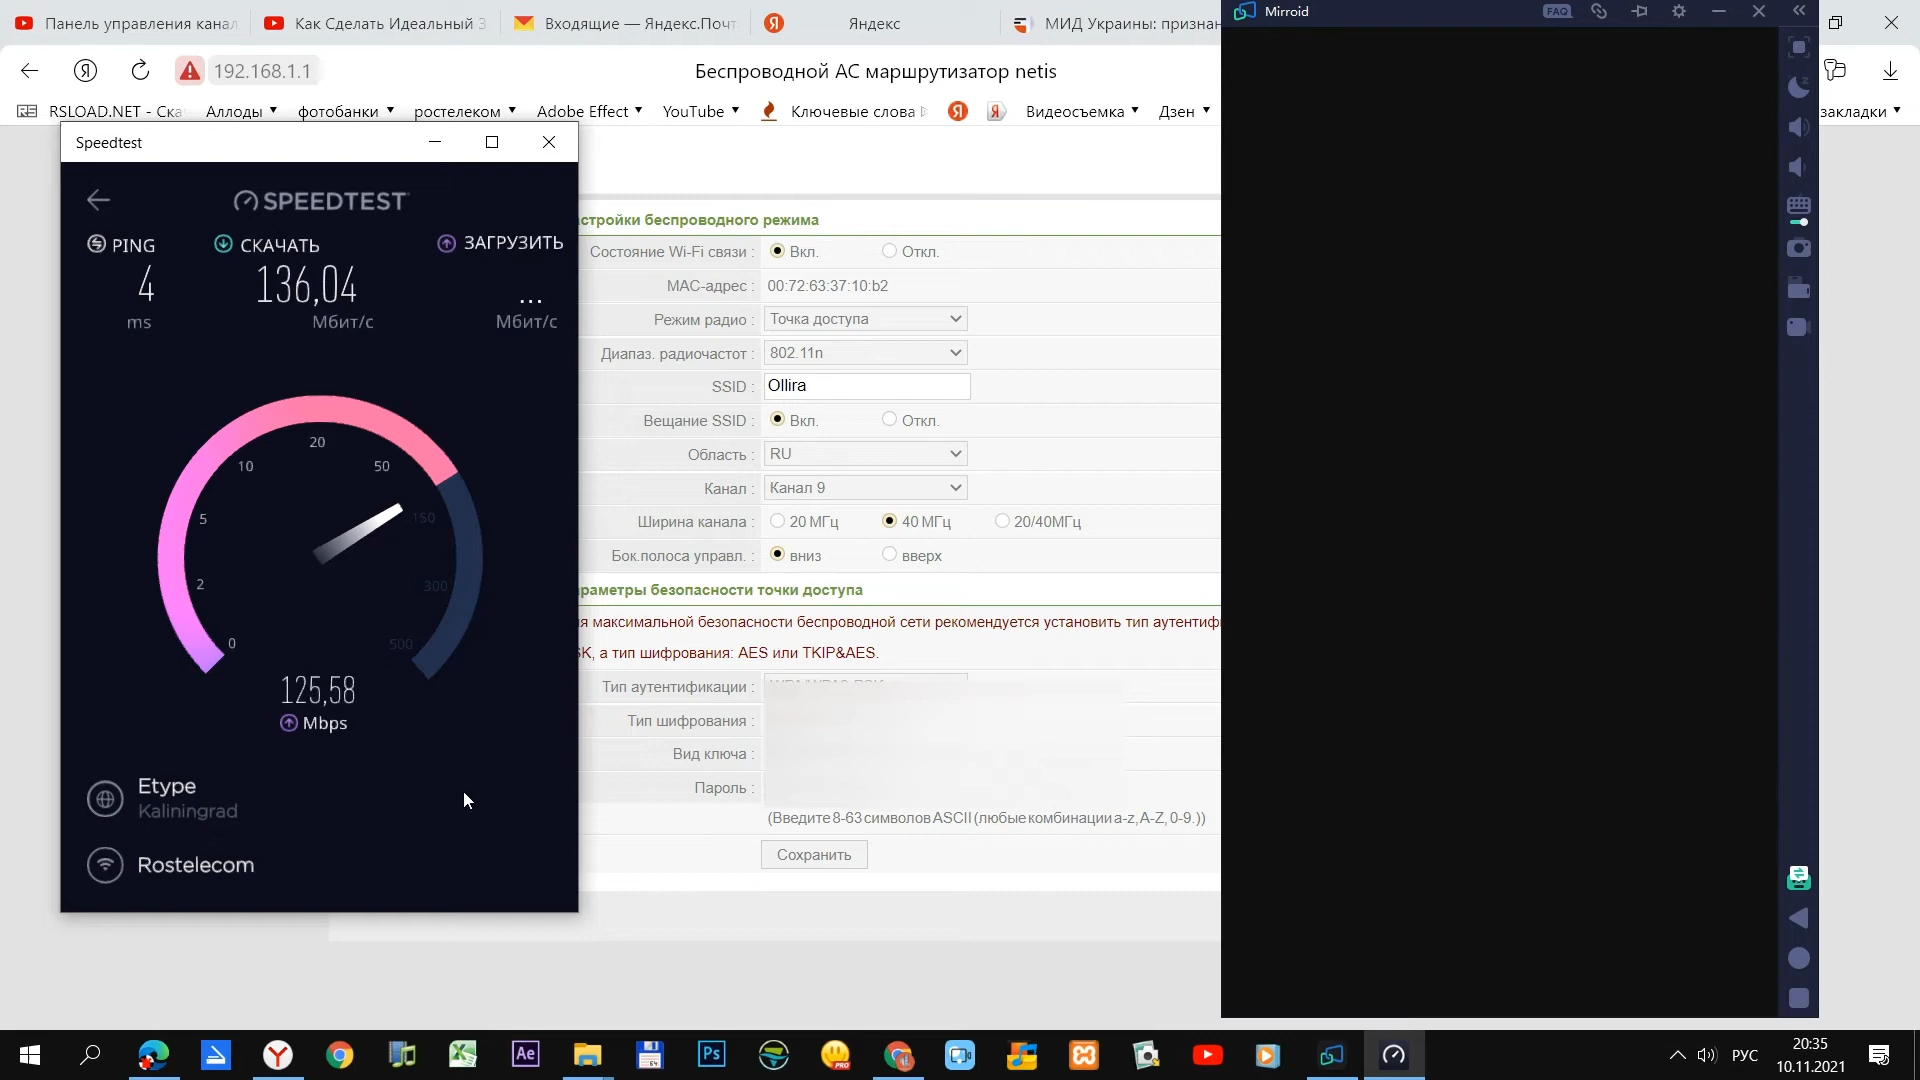 Панель управления канал
Как Сделать Идеальный З
Входящие — Яндекс.Почт
Яндекс
МИД Украины: признан
Mirroid
FAQ
192.168.1.1
Беспроводной AC маршрутизатор netis
RSLOAD.NET - Ска
Аллоды
фотобанки
ростелеком
Adobe Effect
YouTube
Ключевые слова
Видеосъемка
Дзен
закладки
Speedtest
SPEEDTEST
PING
СКАЧАТЬ
ЗАГРУЗИТЬ
4
136,04
...
ms
Мбит/с
Мбит/с
0
2
5
10
20
50
150
300
500
125,58
Mbps
Etype
Kaliningrad
Rostelecom
стройки беспроводного режима
Состояние Wi-Fi связи : Вкл. Откл.
MAC-адрес : 00:72:63:37:10:b2
Режим радио : Точка доступа
Диапаз. радиочастот : 802.11n
SSID : Ollira
Вещание SSID : Вкл. Откл.
Область : RU
Канал : Канал 9
Ширина канала : 20 МГц 40 МГц 20/40МГц
Бок.полоса управл. : вниз вверх
раметры безопасности точки доступа
я максимальной безопасности беспроводной сети рекомендуется установить тип аутентифи
SK, а тип шифрования: AES или TKIP&AES.
Тип аутентификации :
Тип шифрования :
Вид ключа :
Пароль :
(Введите 8-63 символов ASCII (любые комбинации a-z, A-Z, 0-9.))
Сохранить
РУС
20:35
10.11.2021